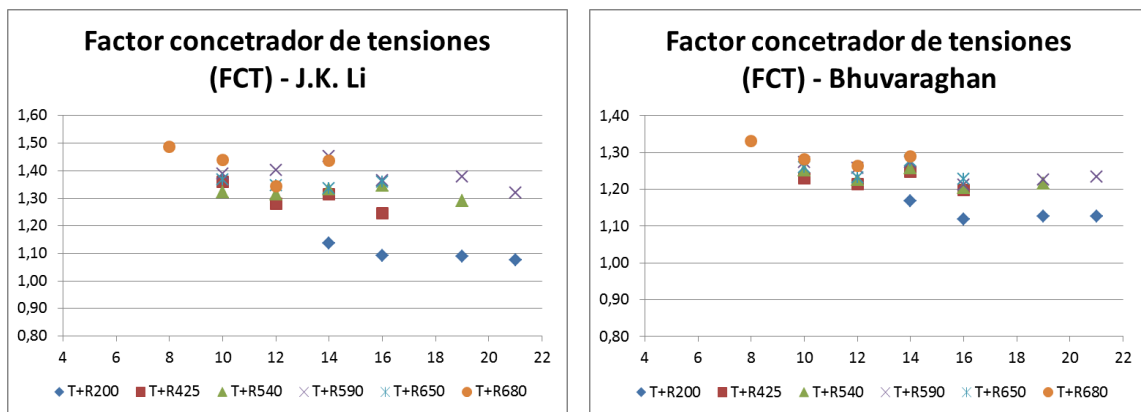 Factor concetrador de tensiones
(FCT) - J.K. Li
1,60
1,50
1,40
1,30
1,20
1,10
1,00
0,90
0,80
4 6 8 10 12 14 16 18 20 22
T+R200 T+R425 T+R540 T+R590 T+R650 T+R680
Factor concetrador de tensiones
(FCT) - Bhuvaraghan
1,40
1,30
1,20
1,10
1,00
0,90
0,80
4 6 8 10 12 14 16 18 20 22
T+R200 T+R425 T+R540 T+R590 T+R650 T+R680